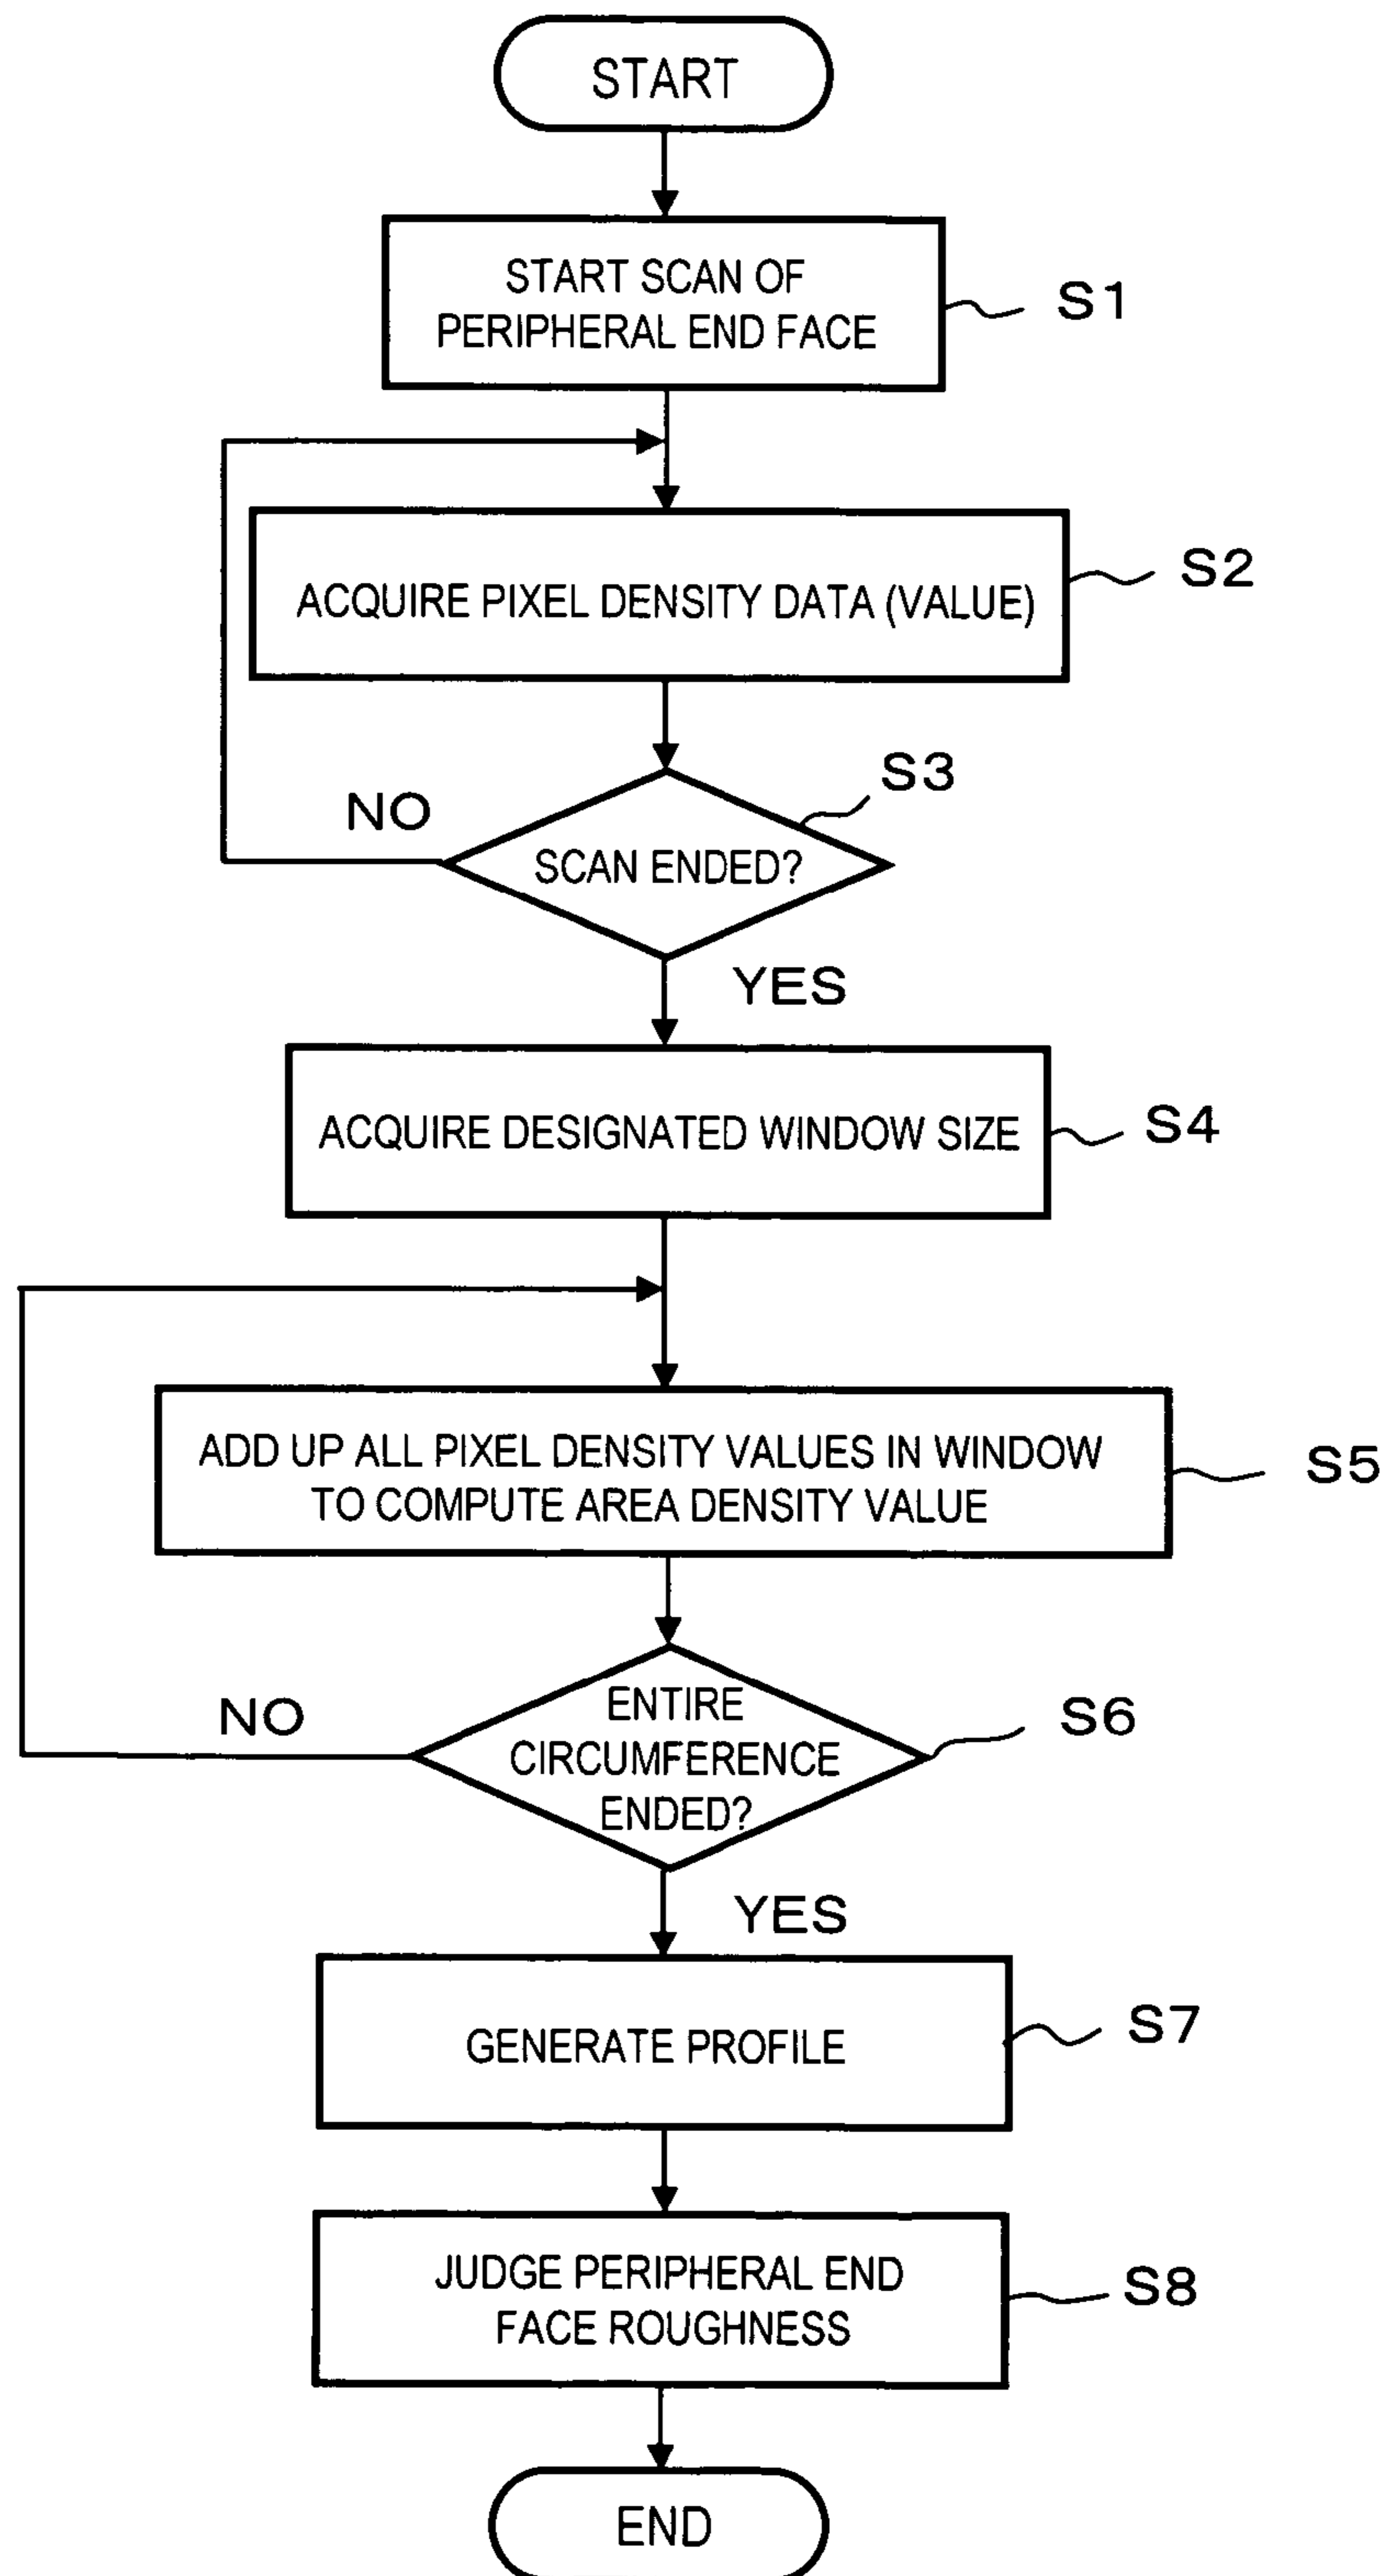 START
START SCAN OF
PERIPHERAL END FACE
S1
ACQUIRE PIXEL DENSITY DATA (VALUE)
S2
S3
NO
SCAN ENDED?
YES
ACQUIRE DESIGNATED WINDOW SIZE
S4
ADD UP ALL PIXEL DENSITY VALUES IN WINDOW
TO COMPUTE AREA DENSITY VALUE
S5
NO
ENTIRE
CIRCUMFERENCE
ENDED?
S6
YES
GENERATE PROFILE
S7
JUDGE PERIPHERAL END
FACE ROUGHNESS
S8
END